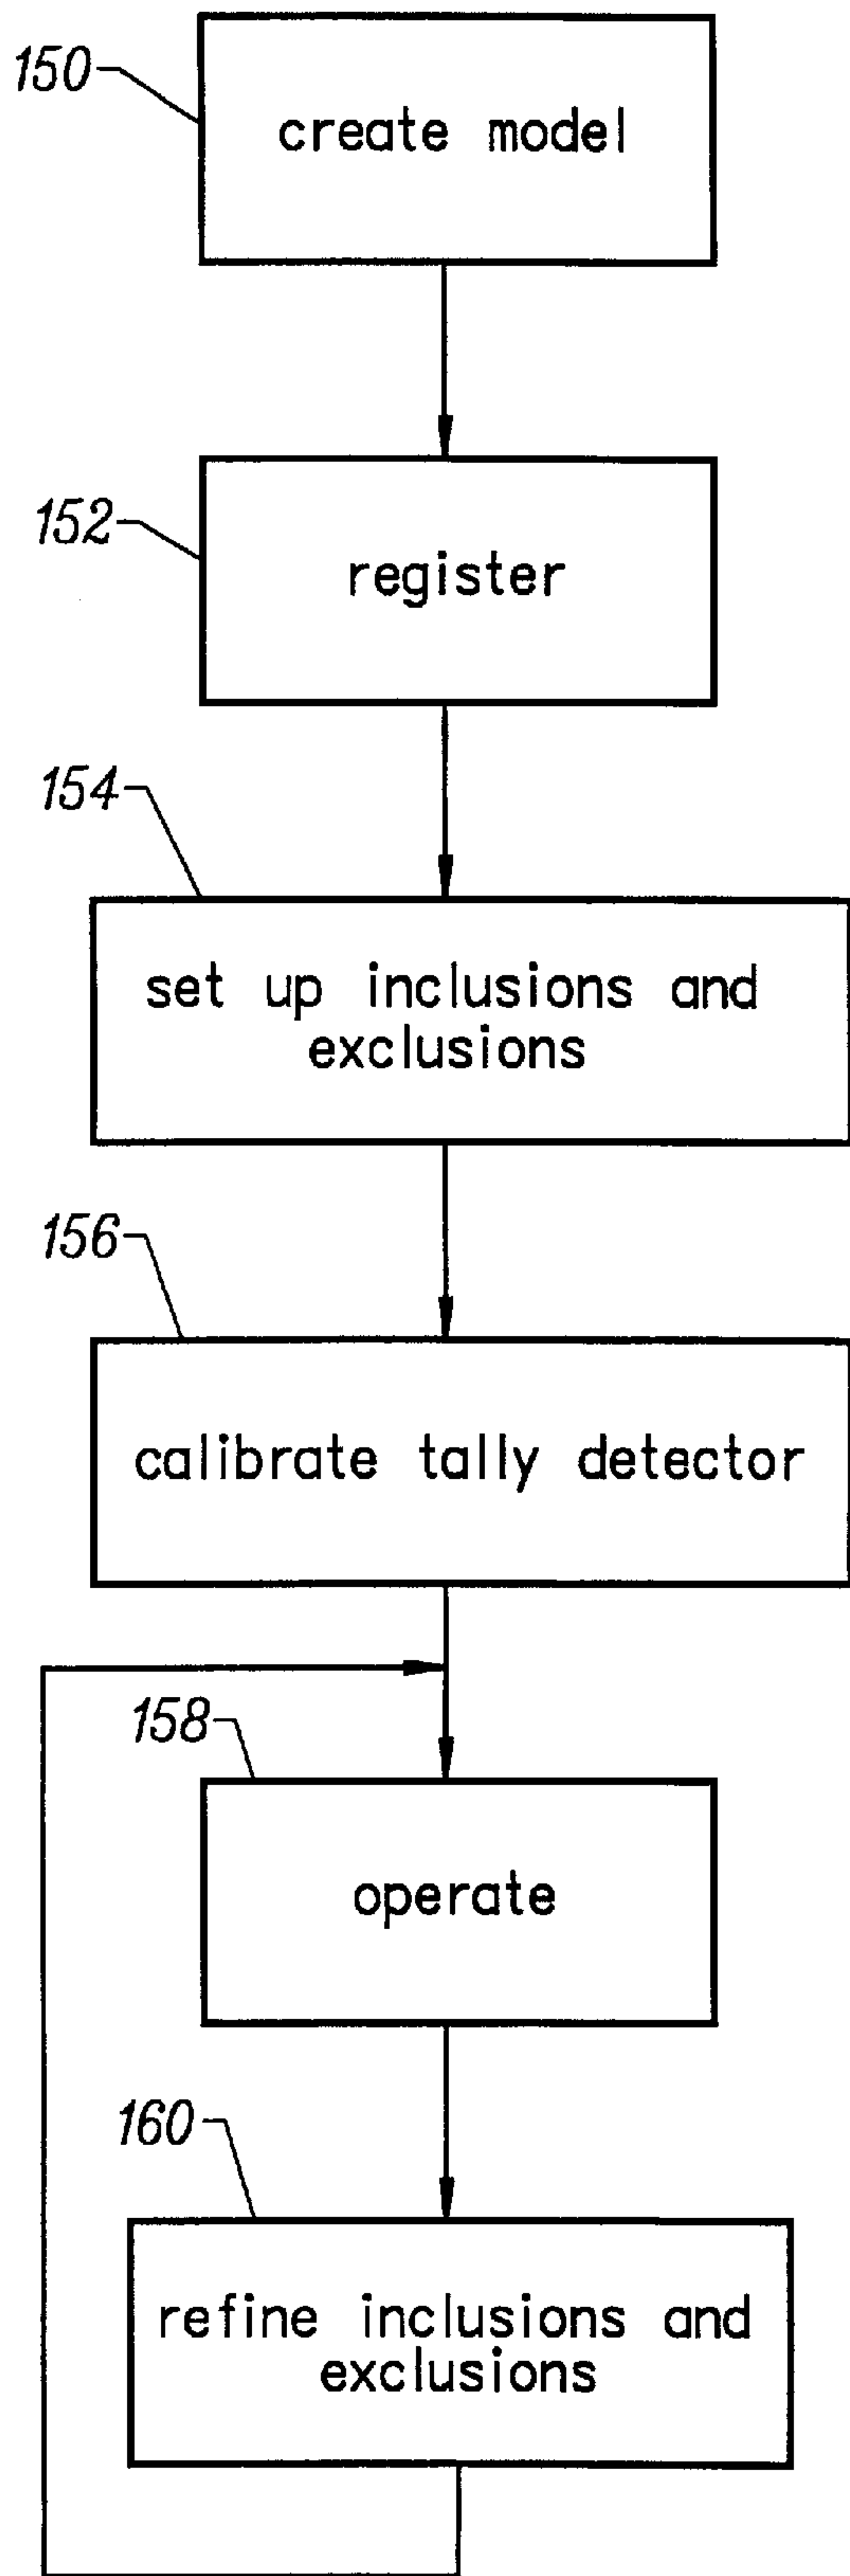 150
create model
152
register
154
set up inclusions and
exclusions
156
calibrate tally detector
158
operate
160
refine inclusions and
exclusions